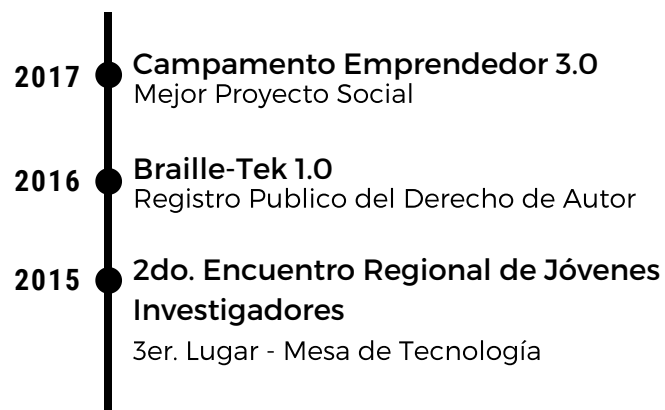 2017
Campamento Emprendedor 3.0
Mejor Proyecto Social
2016
Braille-Tek 1.0
Registro Publico del Derecho de Autor
2015
2do. Encuentro Regional de Jóvenes
Investigadores
3er. Lugar - Mesa de Tecnología